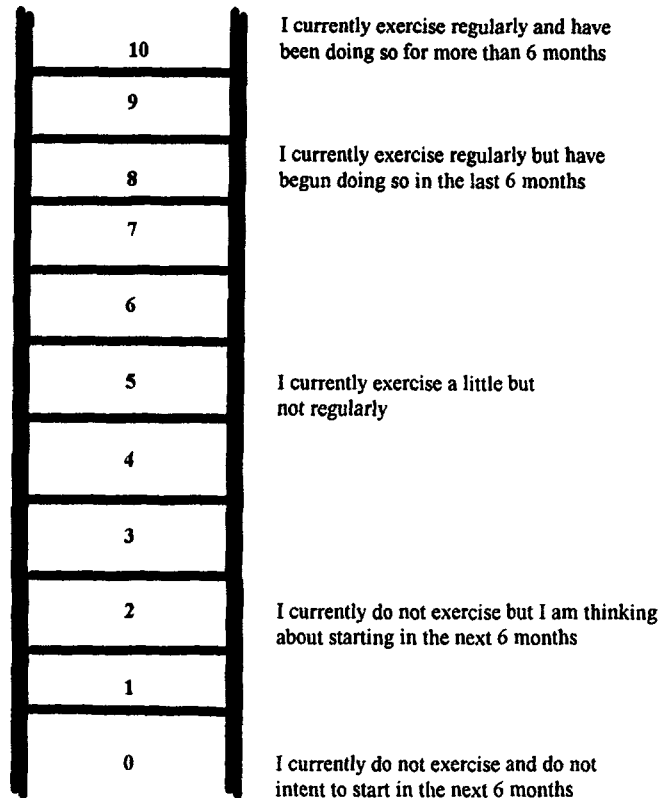 I currently exercise regularly and have
10 been doing so for more than 6 months
9
I currently exercise regularly but have
8 begun doing so in the last 6 months
7
6
5 I currently exercise a little but
not regularly
4
3
2 I currently do not exercise but I am thinking
about starting in the next 6 months
1
0 I currently do not exercise and do not
intent to start in the next 6 months